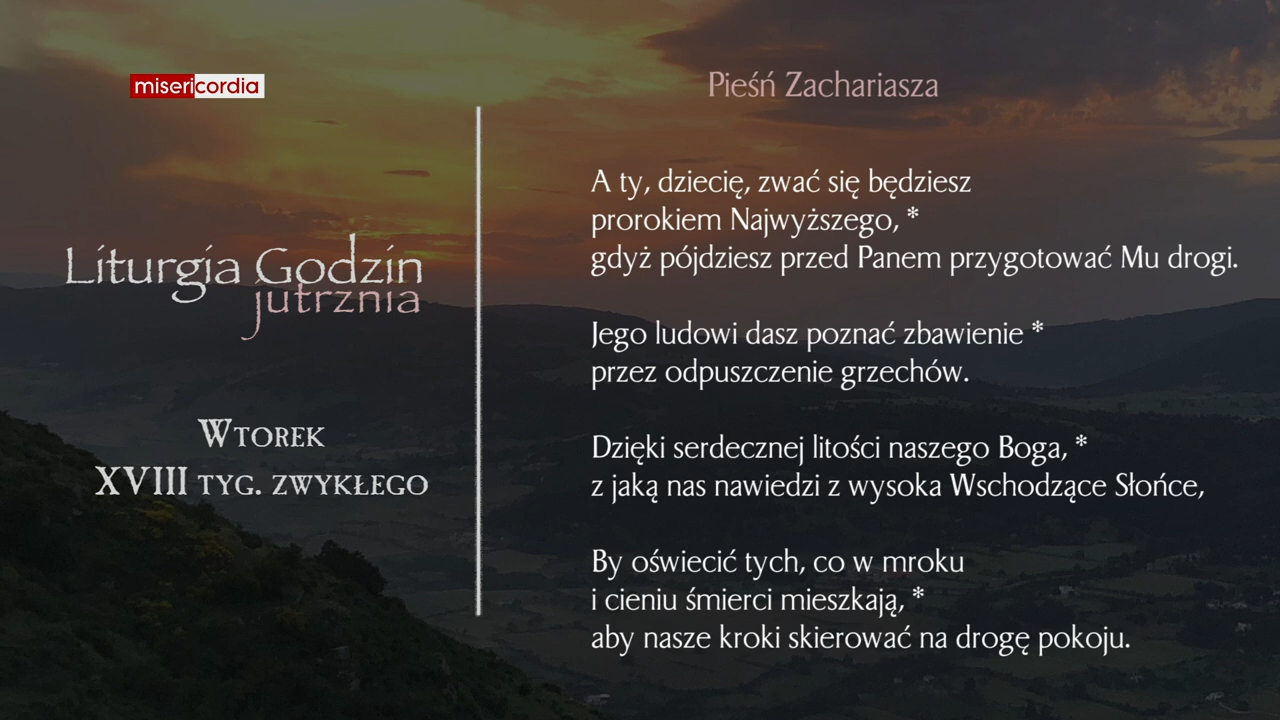 misericordia
Liturgia Godzin
jutrznia
Wtorek
XVIII tyg. zwykłego
Pieśń Zachariasza
A ty, dziecię, zwać się będziesz
prorokiem Najwyższego, *
gdyż pójdziesz przed Panem przygotować Mu drogi.
Jego ludowi dasz poznać zbawienie *
przez odpuszczenie grzechów.
Dzięki serdecznej litości naszego Boga, *
z jaką nas nawiedzi z wysoka Wschodzące Słońce,
By oświecić tych, co w mroku
i cieniu śmierci mieszkają, *
aby nasze kroki skierować na drogę pokoju.